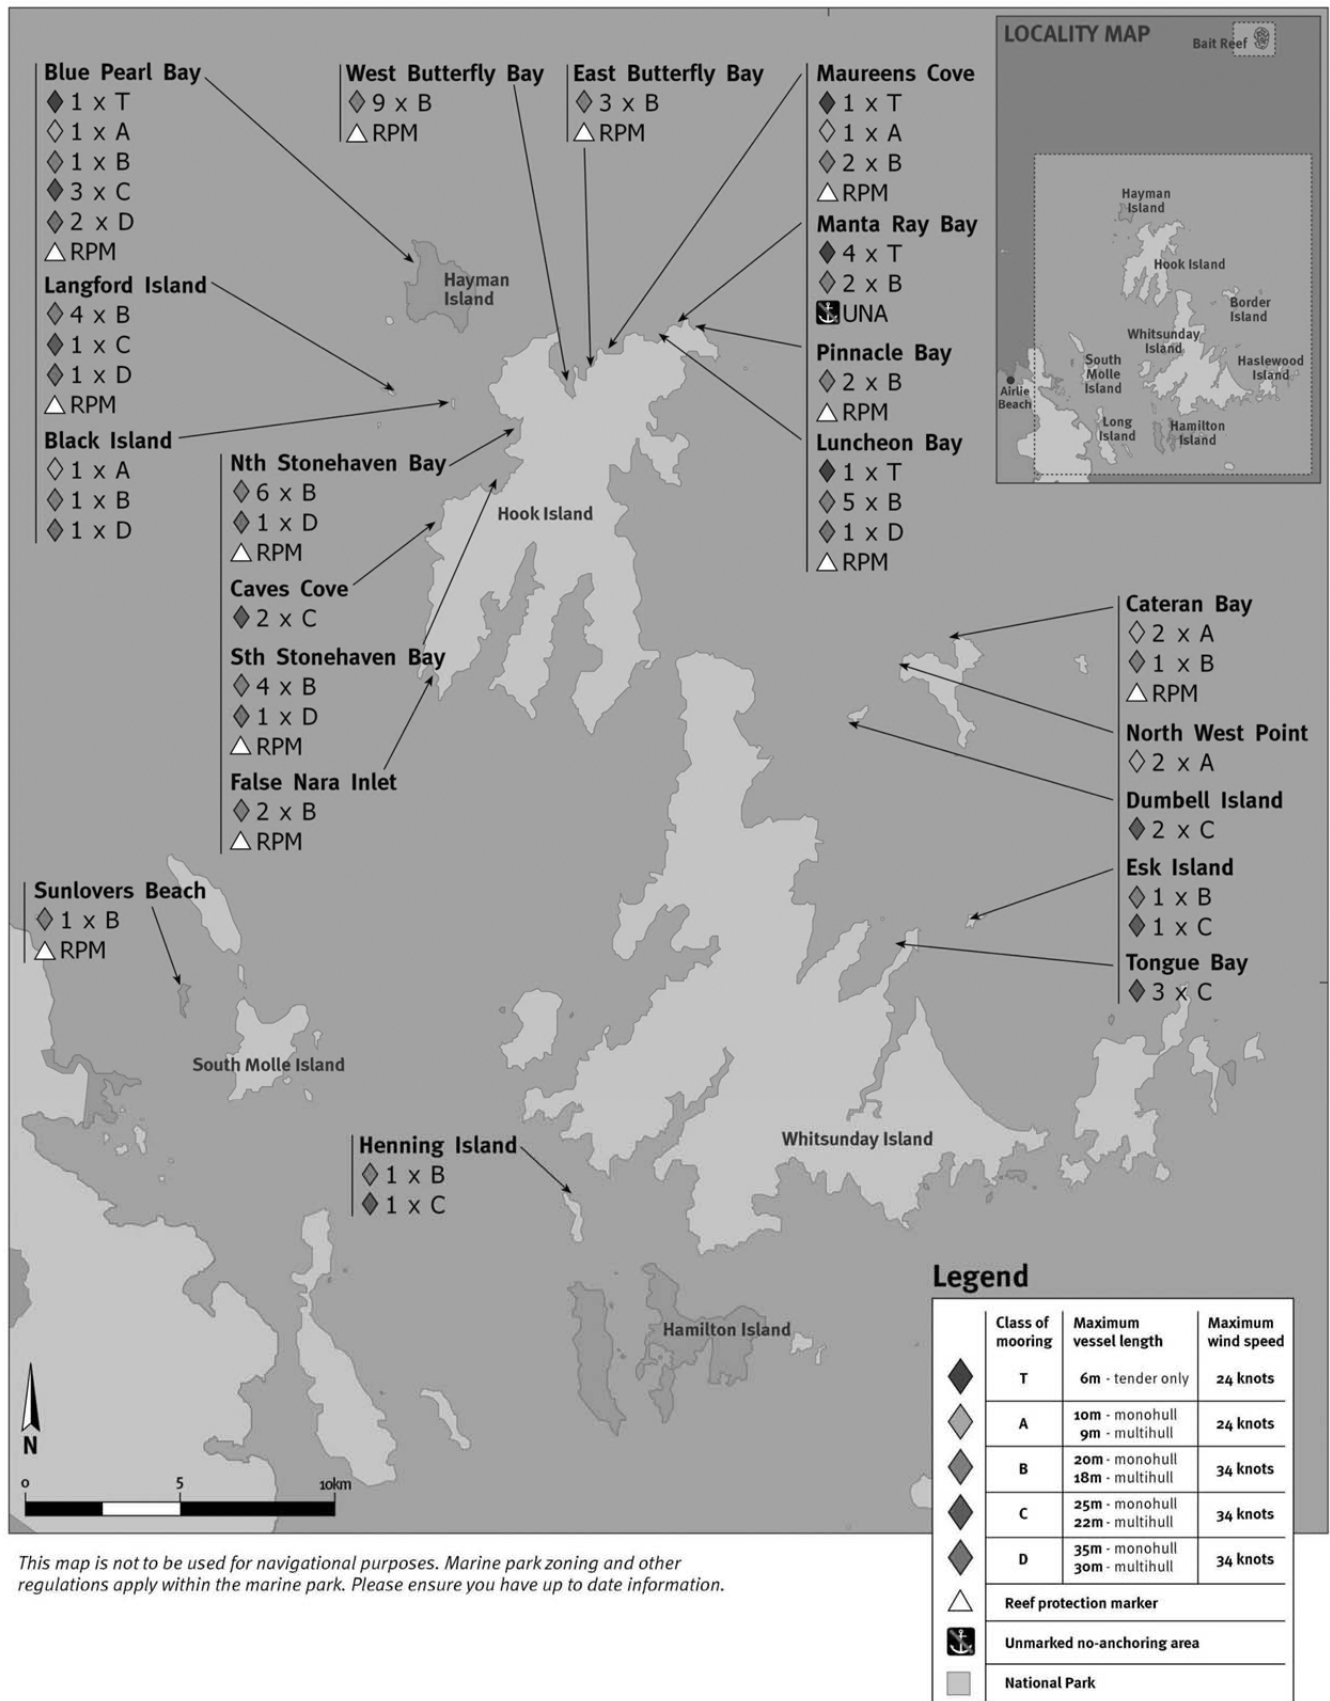 LOCALITY MAP
Bait Reef
Hayman
Island
Hook Island
Border
Island
Whitsunday
Island
South
Molle
Island
Haslewood
Island
Airlie
Beach
Long
Island
Hamilton
Island
Blue Pearl Bay
1 x T
1 x A
1 x B
3 x C
2 x D
RPM
Langford Island
4 x B
1 x C
1 x D
RPM
Black Island
1 x A
1 x B
1 x D
West Butterfly Bay
9 x B
RPM
East Butterfly Bay
3 x B
RPM
Maureens Cove
1 x T
1 x A
2 x B
RPM
Manta Ray Bay
4 x T
2 x B
UNA
Pinnacle Bay
2 x B
RPM
Luncheon Bay
1 x T
5 x B
1 x D
RPM
Hayman
Island
Nth Stonehaven Bay
6 x B
1 x D
RPM
Caves Cove
2 x C
Sth Stonehaven Bay
4 x B
1 x D
RPM
False Nara Inlet
2 x B
RPM
Hook Island
Cateran Bay
2 x A
1 x B
RPM
North West Point
2 x A
Dumbell Island
2 x C
Esk Island
1 x B
1 x C
Tongue Bay
3 x C
Sunlovers Beach
1 x B
RPM
South Molle Island
Whitsunday Island
Henning Island
1 x B
1 x C
Hamilton Island
N
0 5 10km
Legend
Class of mooring Maximum vessel length Maximum wind speed
T 6m - tender only 24 knots
A 10m - monohull 9m - multihull 24 knots
B 20m - monohull 18m - multihull 34 knots
C 25m - monohull 22m - multihull 34 knots
D 35m - monohull 30m - multihull 34 knots
Reef protection marker
Unmarked no-anchoring area
National Park
This map is not to be used for navigational purposes. Marine park zoning and other
regulations apply within the marine park. Please ensure you have up to date information.